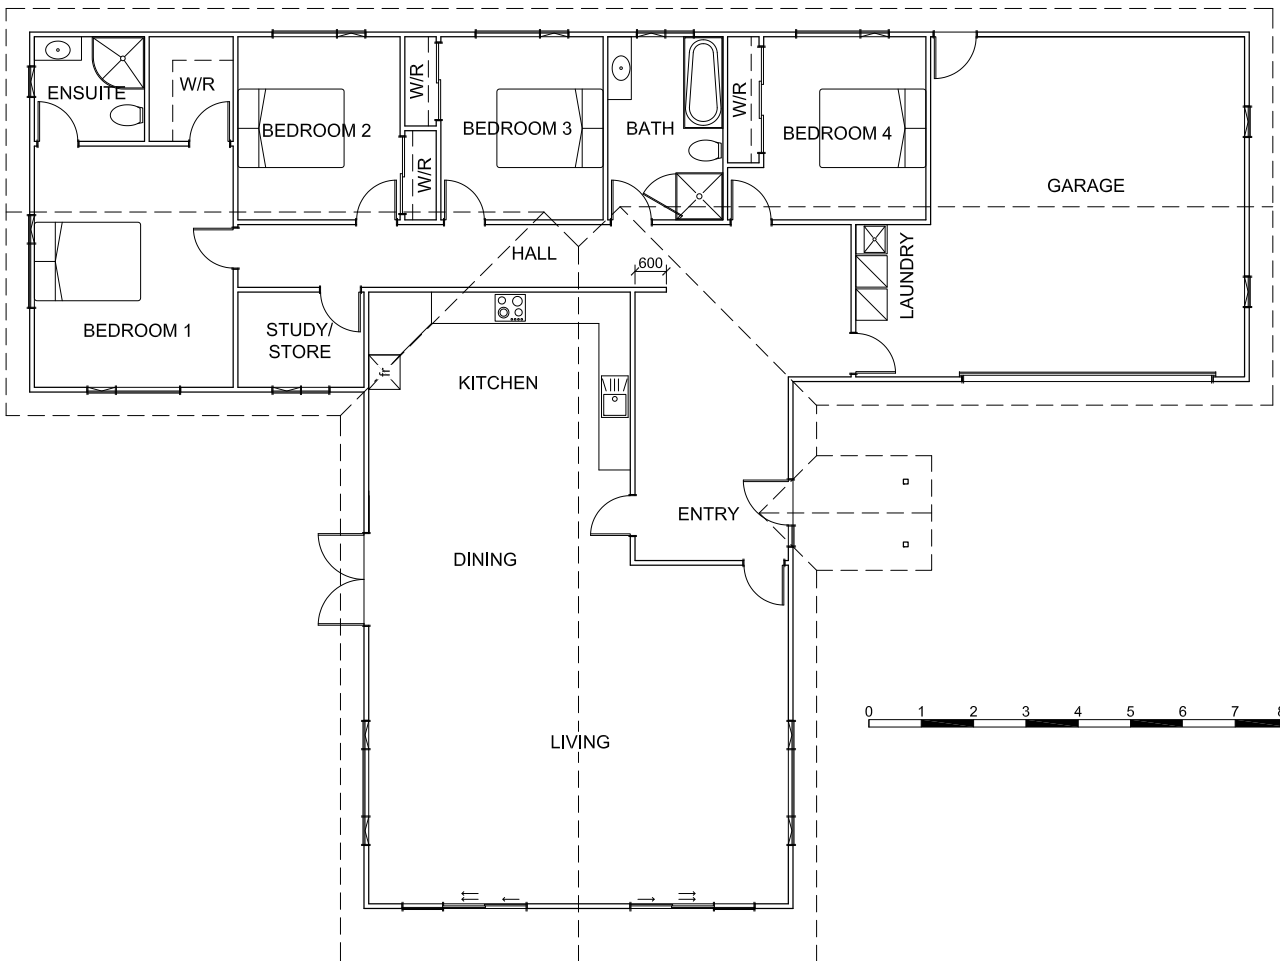 ENSUITE
W/R
BEDROOM 2
W/R
W/R
BEDROOM 3
BATH
W/R
BEDROOM 4
GARAGE
HALL
600
LAUNDRY
BEDROOM 1
STUDY/
STORE
fr
KITCHEN
ENTRY
DINING
LIVING
0 1 2 3 4 5 6 7 8